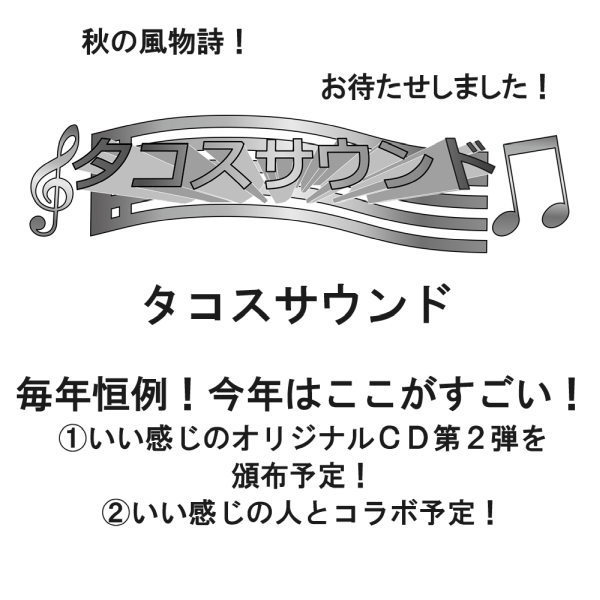 秋の風物詩！
お待たせしました！
タコスサウンド
タコスサウンド
毎年恒例！今年はここがすごい！
①いい感じのオリジナルＣＤ第２弾を
頒布予定！
②いい感じの人とコラボ予定！